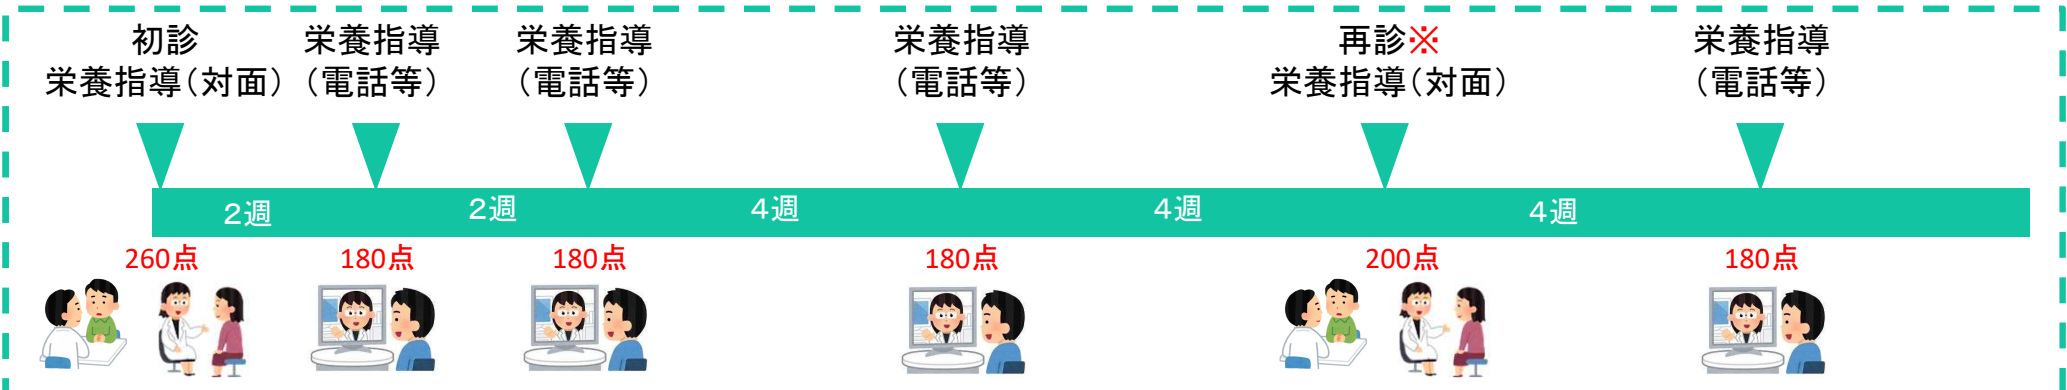 初診
栄養指導(対面)
栄養指導
(電話等)
栄養指導
(電話等)
栄養指導
(電話等)
再診※
栄養指導(対面)
栄養指導
(電話等)
2週
2週
4週
4週
4週
260点
180点
180点
180点
200点
180点